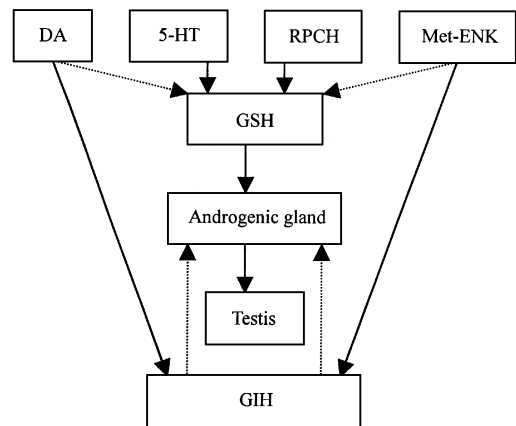 DA
5-HT
RPCH
Met-ENK
GSH
Androgenic gland
Testis
GIH